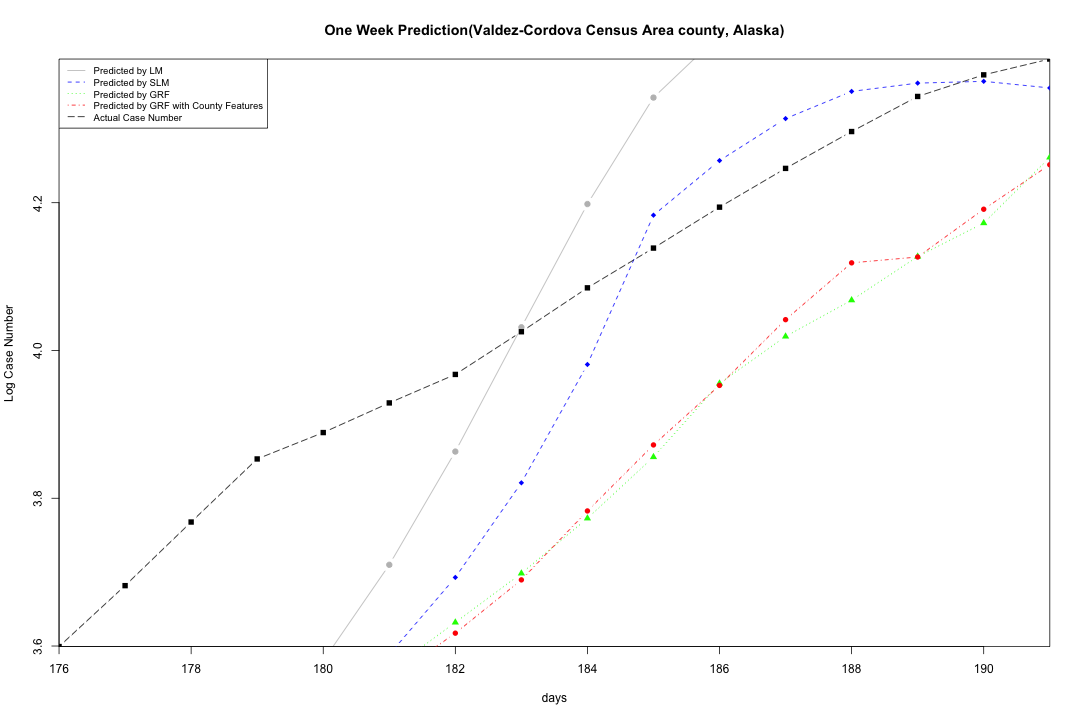 One Week Prediction(Valdez-Cordova Census Area county, Alaska)
Predicted by LM
Predicted by SLM
Predicted by GRF
Predicted by GRF with County Features
Actual Case Number
4.2
4.0
3.8
3.6
Log Case Number
176 178 180 182 184 186 188 190
days